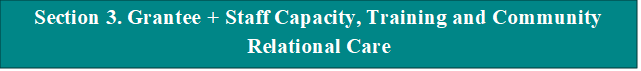 Section 3. Grantee + Staff Capacity, Training and Community
Relational Care